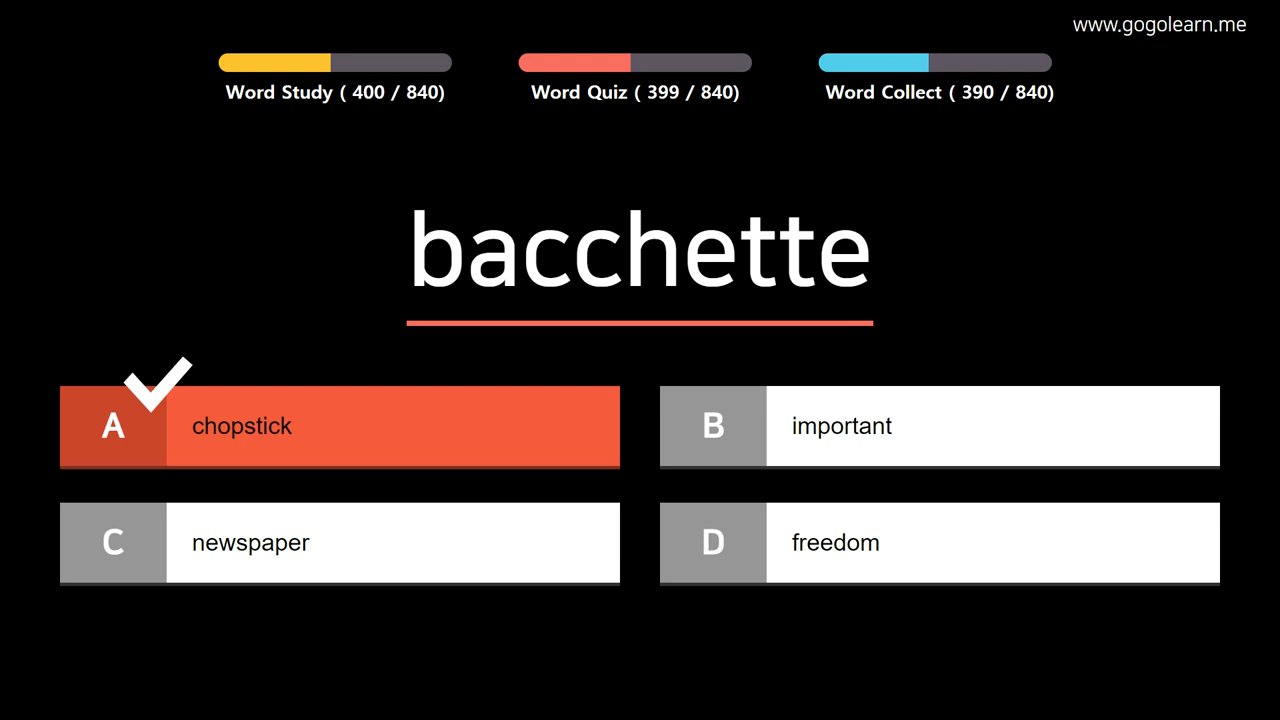 www.gogolearn.me
Word Study ( 400 / 840)
Word Quiz ( 399 / 840)
Word Collect ( 390 / 840)
bacchette
A chopstick
B important
C newspaper
D freedom